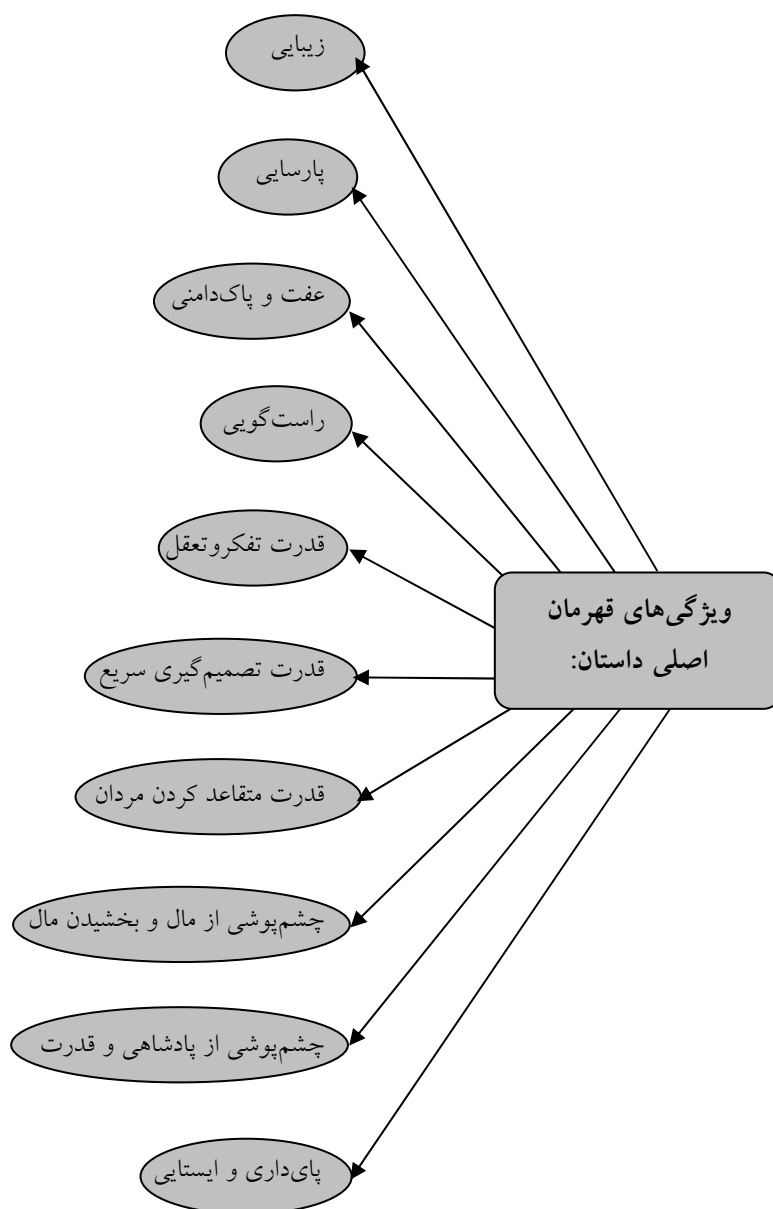 زیبایی
پارسایی
عفت و پاک‌دامنی
راست‌گویی
قدرت تفکروتعقل
ویژگی‌های قهرمان
اصلی داستان:
قدرت تصمیم‌گیری سریع
قدرت متقاعد کردن مردان
چشم‌پوشی از مال و بخشیدن مال
چشم‌پوشی از پادشاهی و قدرت
پای‌داری و ایستایی